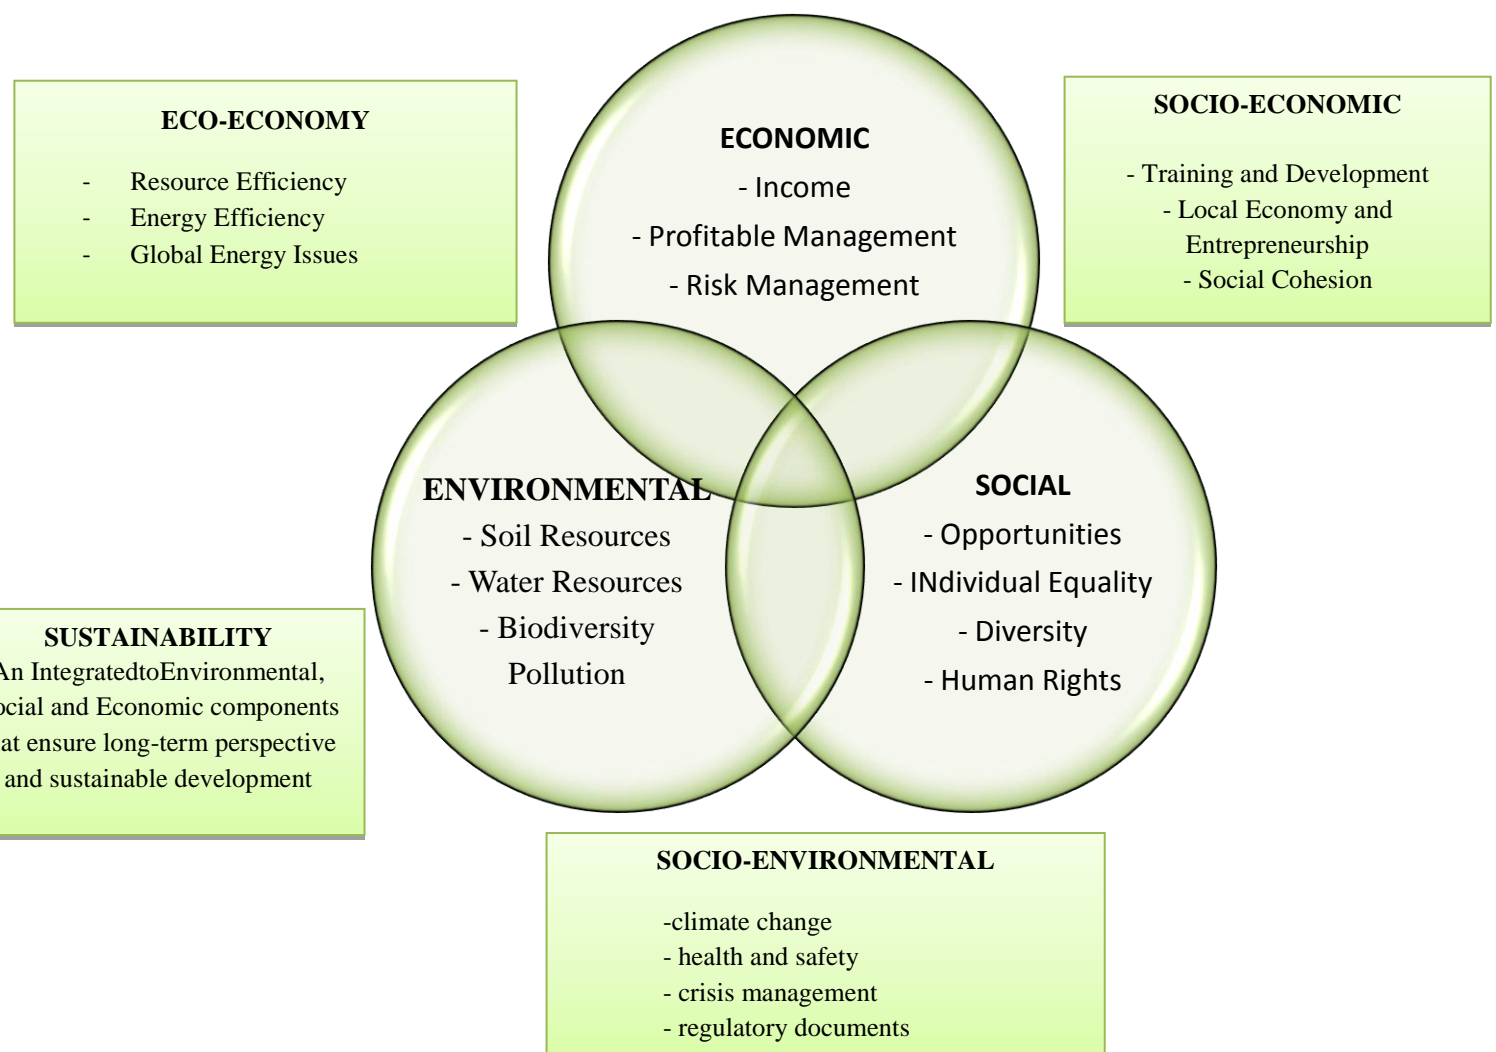 ECO-ECONOMY
- Resource Efficiency
- Energy Efficiency
- Global Energy Issues
ECONOMIC
- Income
- Profitable Management
- Risk Management
SOCIO-ECONOMIC
- Training and Development
- Local Economy and
Entrepreneurship
- Social Cohesion
ENVIRONMENTAL
- Soil Resources
- Water Resources
- Biodiversity
Pollution
SOCIAL
- Opportunities
- INdividual Equality
- Diversity
- Human Rights
SUSTAINABILITY
An IntegratedtoEnvironmental,
ocial and Economic components
at ensure long-term perspective
and sustainable development
SOCIO-ENVIRONMENTAL
-climate change
- health and safety
- crisis management
- regulatory documents